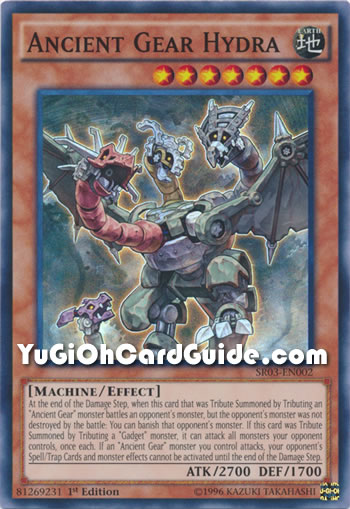 ANCIENT GEAR HYDRA
EARTH
地
YuGiOhCardGuide.com
SR03-EN002
[MACHINE/EFFECT]
At the end of the Damage Step, when this card that was Tribute Summoned by Tributing an
"Ancient Gear" monster battles an opponent's monster, but the opponent's monster was not
destroyed by the battle: You can banish that opponent's monster. If this card was Tribute
Summoned by Tributing a "Gadget" monster, it can attack all monsters your opponent
controls, once each. If an "Ancient Gear" monster you control attacks, your opponent's
Spell/Trap Cards and monster effects cannot be activated until the end of the Damage Step.
ATK/2700 DEF/1700
81269231 1st Edition ©1996 KAZUKI TAKAHASHI